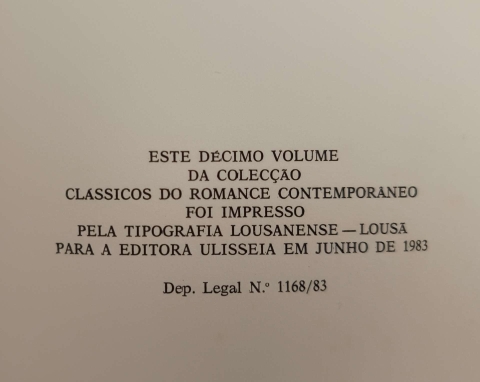 ESTE DÉCIMO VOLUME
DA COLECÇÃO
CLÁSSICOS DO ROMANCE CONTEMPORANEO
FOI IMPRESSO
PELA TIPOGRAFIA LOUSANENSE — LOUSÃ
PARA A EDITORA ULISSEIA EM JUNHO DE 1983
Dep. Legal N.º 1168/83